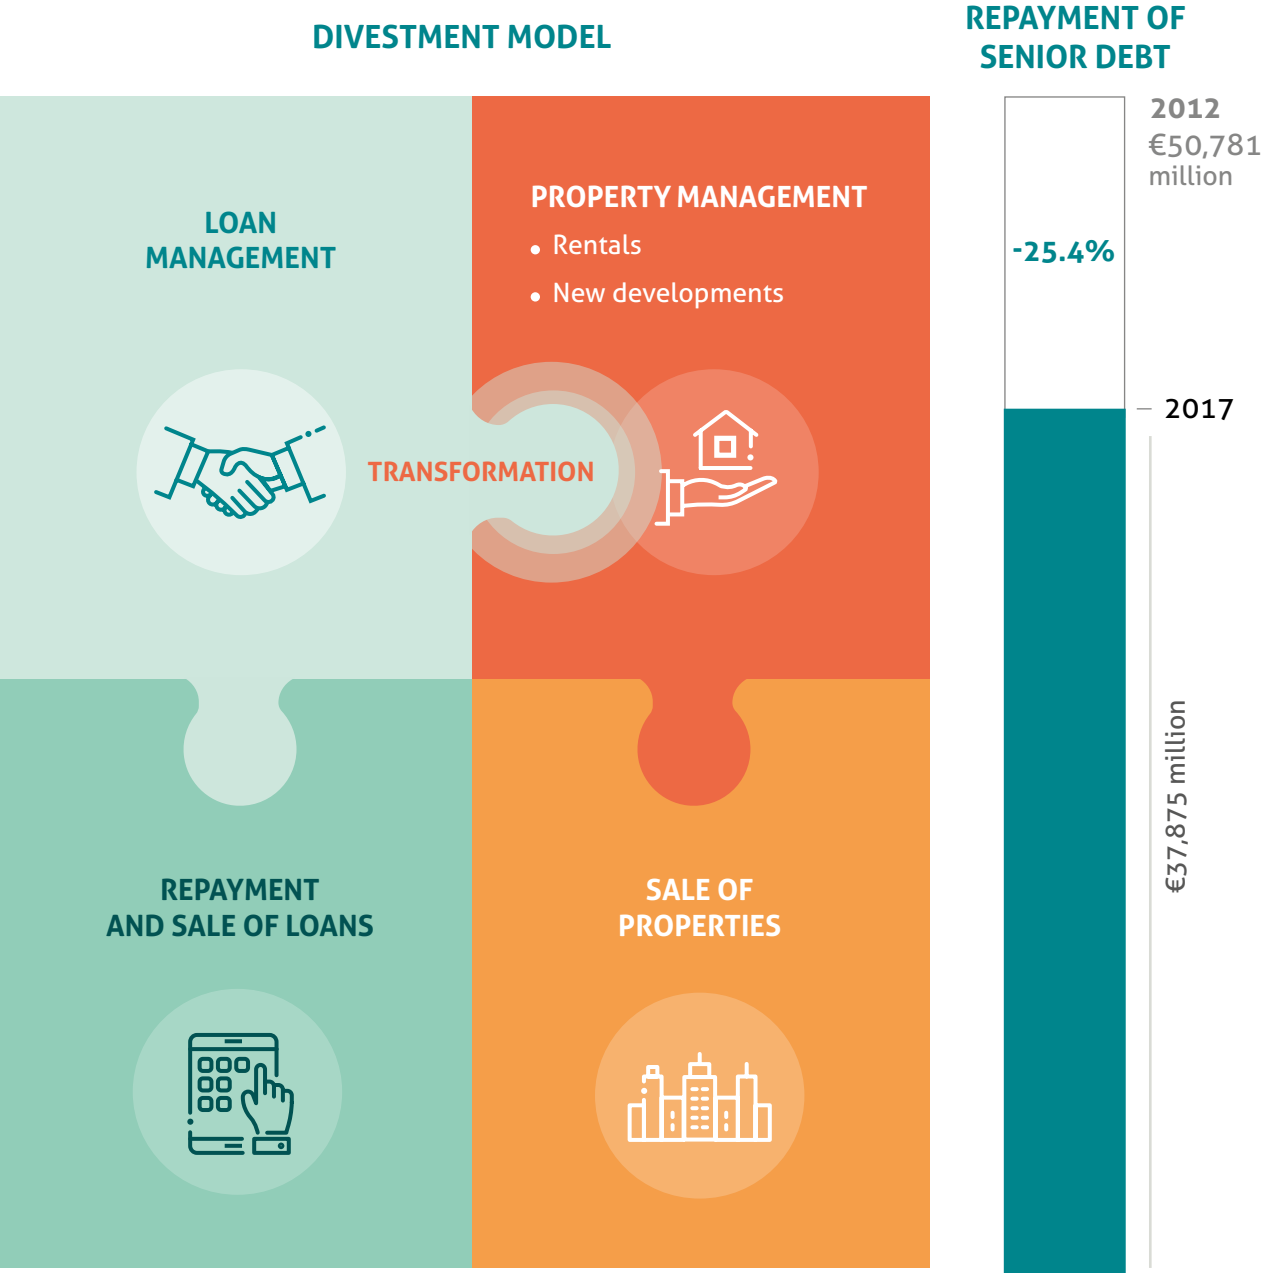 DIVESTMENT MODEL
LOAN
MANAGEMENT
PROPERTY MANAGEMENT
• Rentals
• New developments
TRANSFORMATION
REPAYMENT
AND SALE OF LOANS
SALE OF
PROPERTIES
REPAYMENT OF
SENIOR DEBT
2012
€50,781
million
-25.4%
2017
€37,875 million